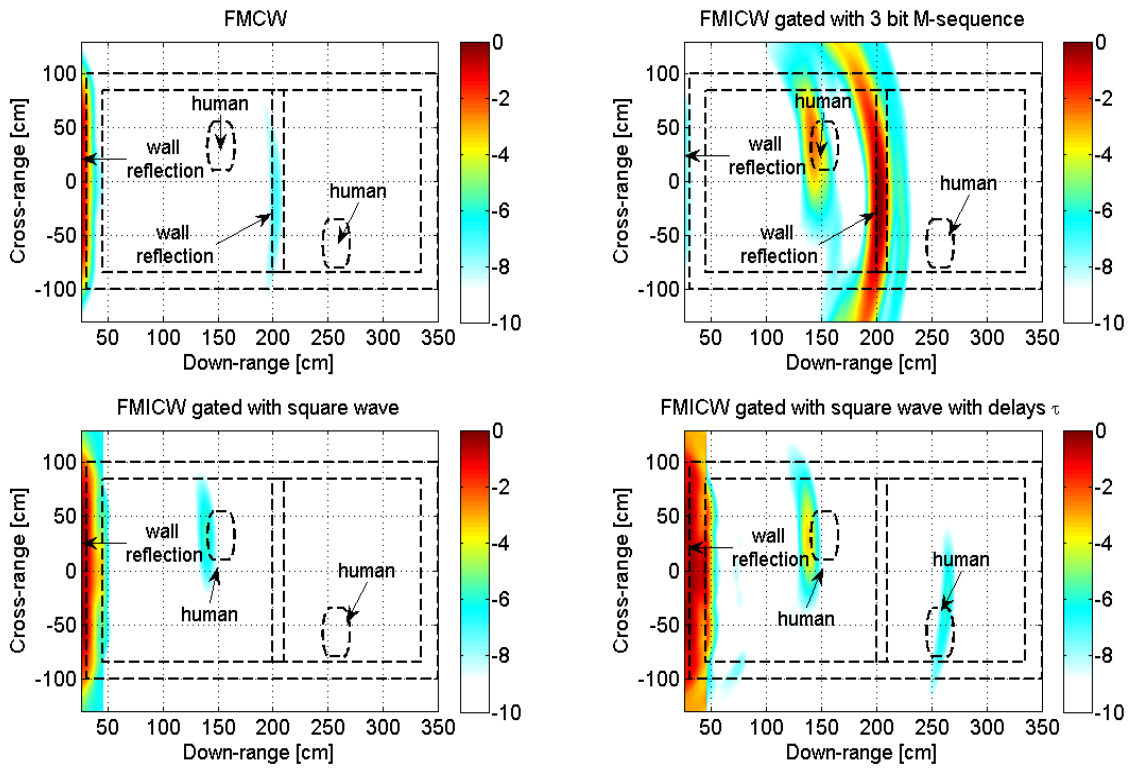 FMCW
Cross-range [cm]
100
50
0
-50
-100
human
wall
reflection
human
wall
reflection
50 100 150 200 250 300 350
Down-range [cm]
0
-2
-4
-6
-8
-10
FMICW gated with 3 bit M-sequence
Cross-range [cm]
100
50
0
-50
-100
human
wall
reflection
human
wall
reflection
50 100 150 200 250 300 350
Down-range [cm]
0
-2
-4
-6
-8
-10
FMICW gated with square wave
Cross-range [cm]
100
50
0
-50
-100
wall
reflection
human
human
50 100 150 200 250 300 350
Down-range [cm]
0
-2
-4
-6
-8
-10
FMICW gated with square wave with delays τ
Cross-range [cm]
100
50
0
-50
-100
wall
reflection
human
human
50 100 150 200 250 300 350
Down-range [cm]
0
-2
-4
-6
-8
-10